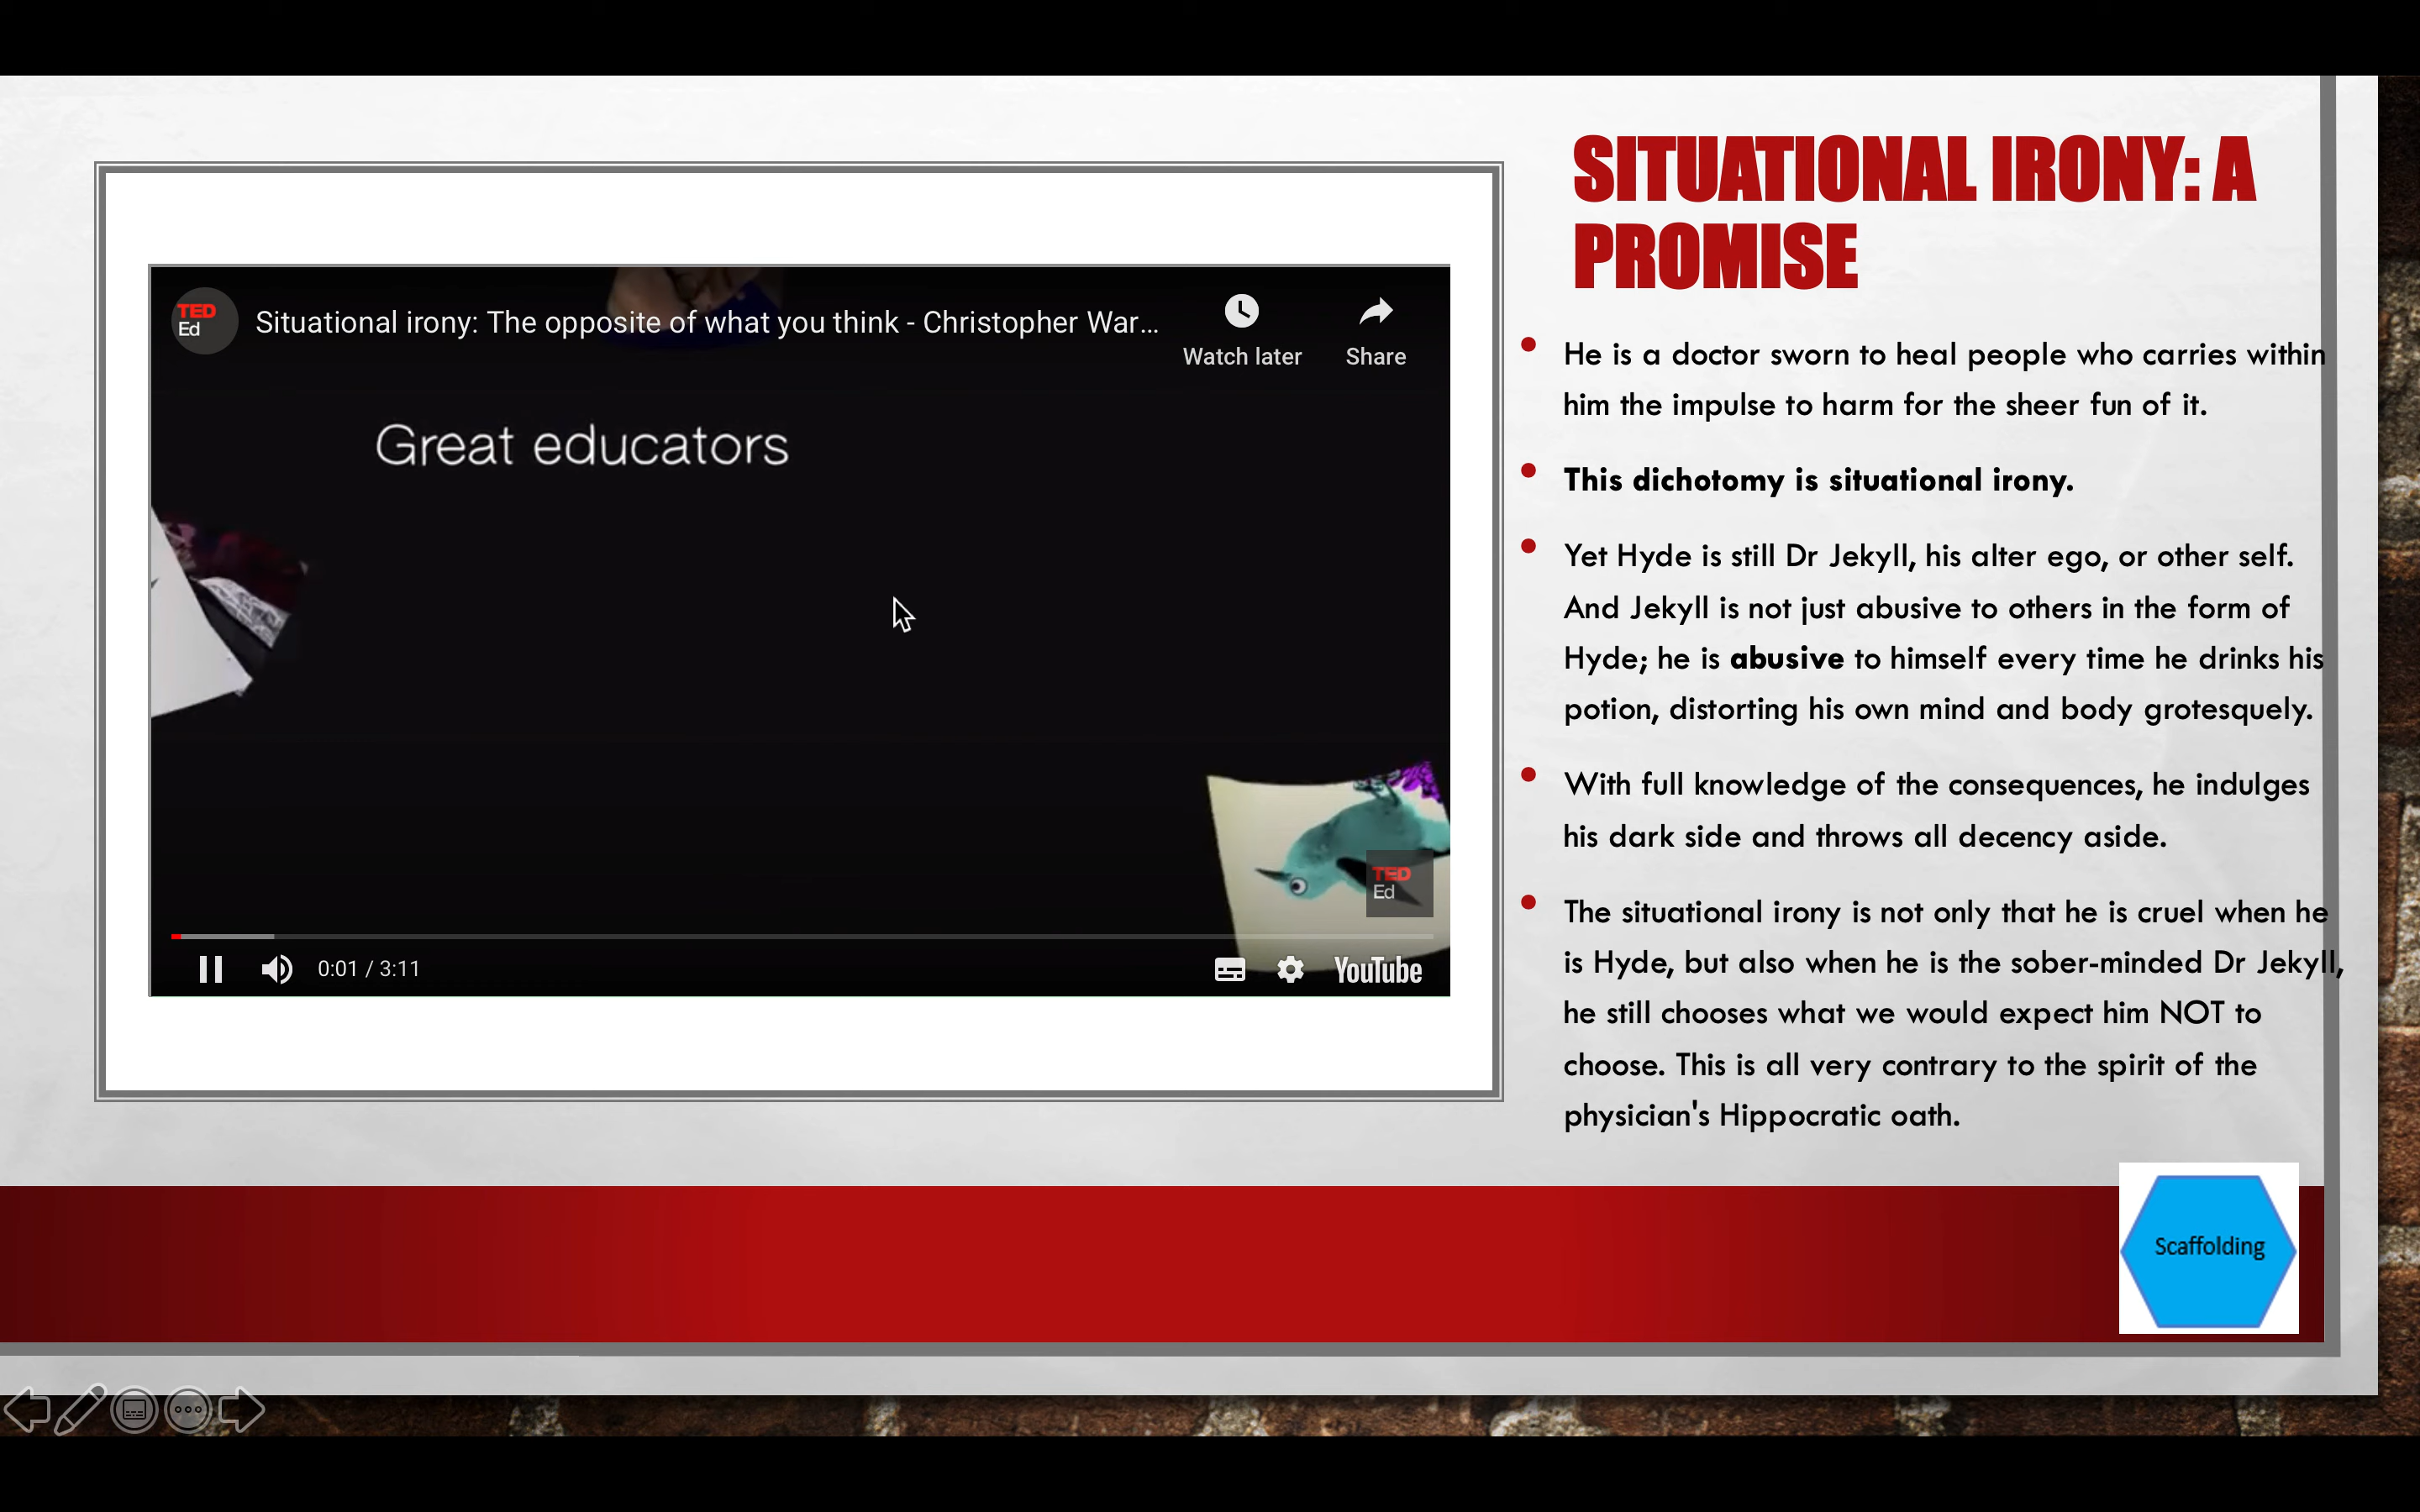 SITUATIONAL IRONY: A
PROMISE
TED
Ed
Situational irony: The opposite of what you think - Christopher War...
Watch later
Share
Great educators
TED
Ed
0:01 / 3:11
YouTube
• He is a doctor sworn to heal people who carries within
him the impulse to harm for the sheer fun of it.
• This dichotomy is situational irony.
• Yet Hyde is still Dr Jekyll, his alter ego, or other self.
And Jekyll is not just abusive to others in the form of
Hyde; he is abusive to himself every time he drinks his
potion, distorting his own mind and body grotesquely.
• With full knowledge of the consequences, he indulges
his dark side and throws all decency aside.
• The situational irony is not only that he is cruel when he
is Hyde, but also when he is the sober-minded Dr Jekyll,
he still chooses what we would expect him NOT to
choose. This is all very contrary to the spirit of the
physician's Hippocratic oath.
Scaffolding